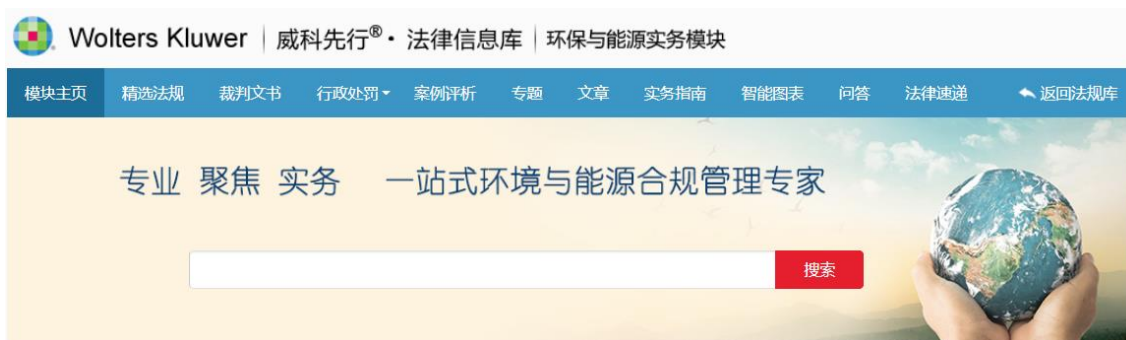 Wolters Kluwer | 威科先行®· 法律信息库 | 环保与能源实务模块
模块主页 精选法规 裁判文书 行政处罚 案例评析 专题 文章 实务指南 智能图表 问答 法律速递 返回法规库
专业 聚焦 实务 一站式环境与能源合规管理专家
搜索